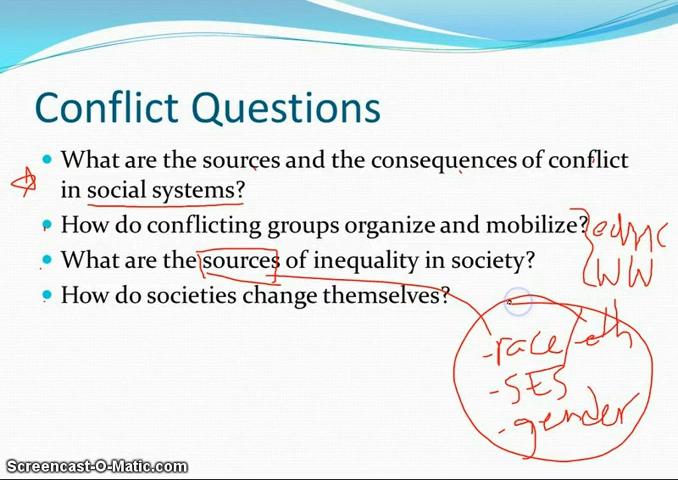 Conflict Questions
• What are the sources and the consequences of conflict
in social systems?
• How do conflicting groups organize and mobilize?
• What are the sources of inequality in society?
• How do societies change themselves?
WW
-race/eth
-SES
-gender
Screencast-O-Matic.com